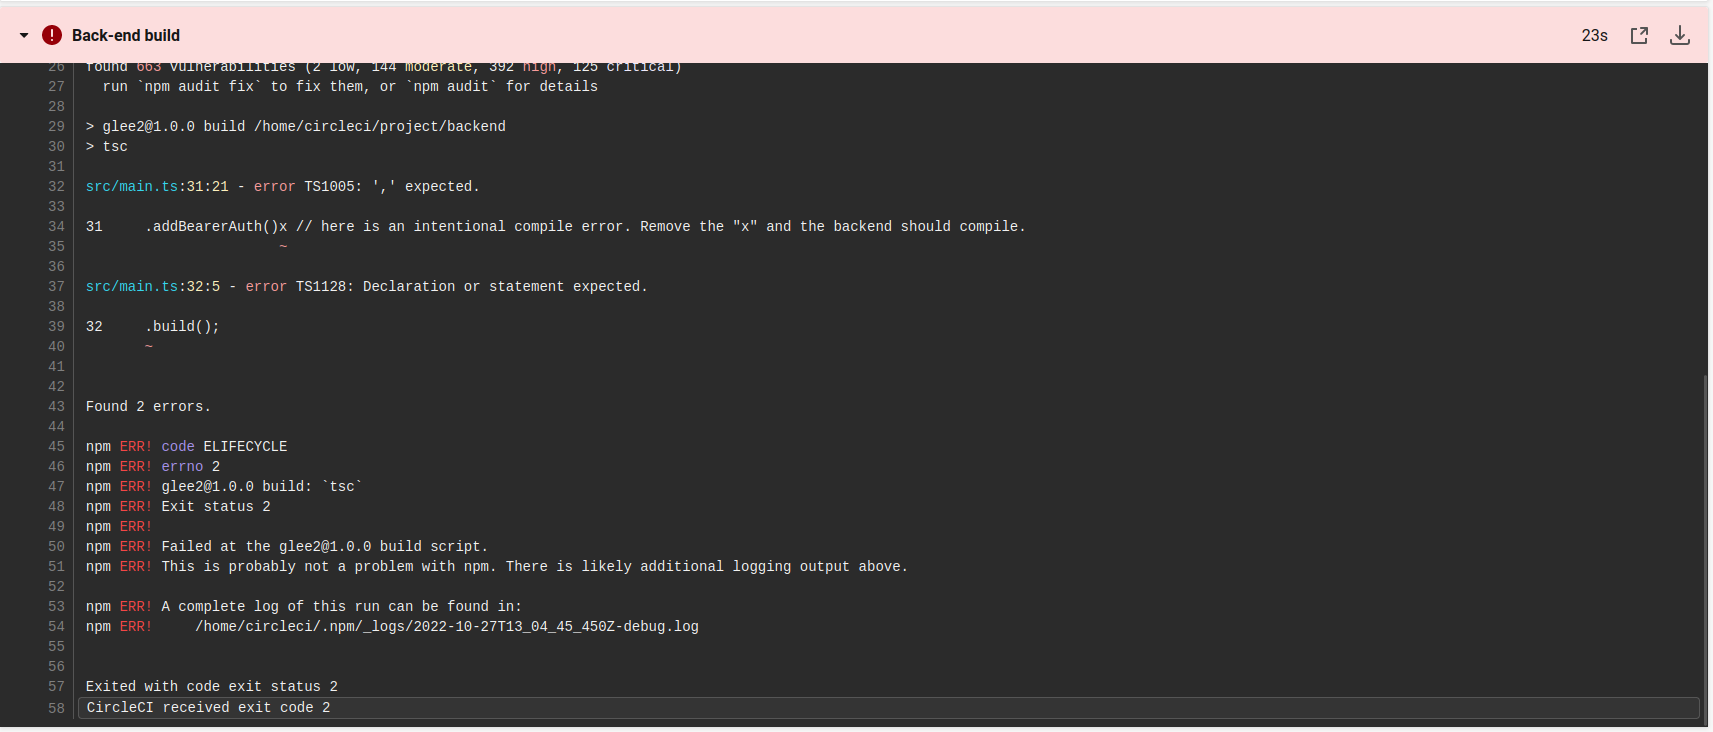 Back-end build 23s
26 found 663 vulnerabilities (2 low, 144 moderate, 392 high, 125 critical)
27 run `npm audit fix` to fix them, or `npm audit` for details
28
29 > glee2@1.0.0 build /home/circleci/project/backend
30 > tsc
31
32 src/main.ts:31:21 - error TS1005: ',' expected.
33
34 31     .addBearerAuth()x // here is an intentional compile error. Remove the "x" and the backend should compile.
35 ~
36
37 src/main.ts:32:5 - error TS1128: Declaration or statement expected.
38
39 32     .build();
40 ~
41
42
43 Found 2 errors.
44
45 npm ERR! code ELIFECYCLE
46 npm ERR! errno 2
47 npm ERR! glee2@1.0.0 build: `tsc`
48 npm ERR! Exit status 2
49 npm ERR!
50 npm ERR! Failed at the glee2@1.0.0 build script.
51 npm ERR! This is probably not a problem with npm. There is likely additional logging output above.
52
53 npm ERR! A complete log of this run can be found in:
54 npm ERR!     /home/circleci/.npm/_logs/2022-10-27T13_04_45_450Z-debug.log
55
56
57 Exited with code exit status 2
58 CircleCI received exit code 2